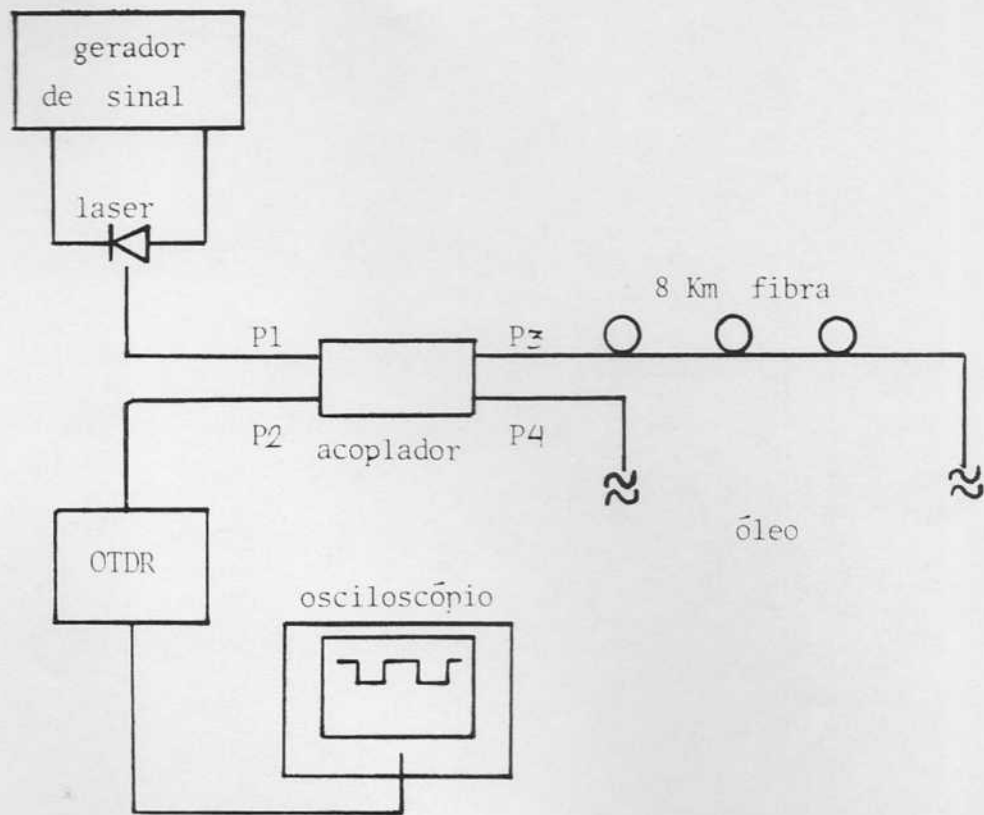 gerador
de sinal
laser
8 Km fibra
P1
P3
P2
acoplador
P4
óleo
OTDR
osciloscópio